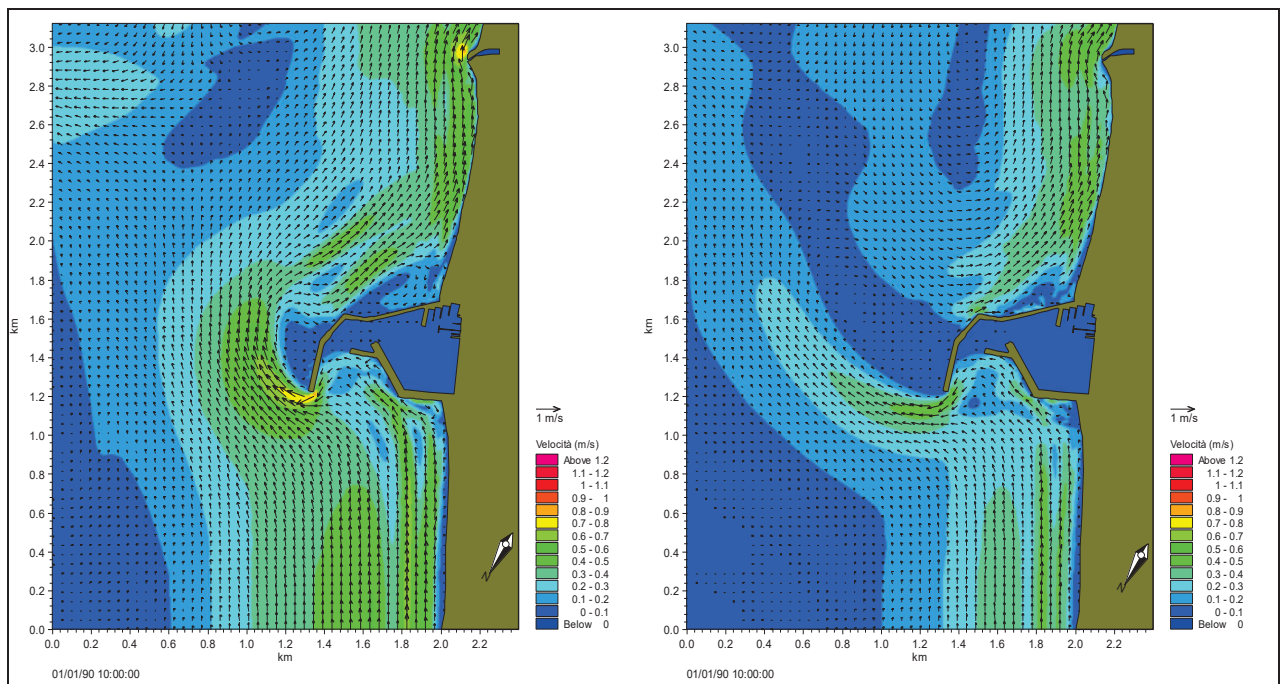 3.0
2.8
2.6
2.4
2.2
2.0
1.8
1.6
1.4
1.2
1.0
0.8
0.6
0.4
0.2
0.0
km
0.0 0.2 0.4 0.6 0.8 1.0 1.2 1.4 1.6 1.8 2.0 2.2
km
01/01/90 10:00:00
1 m/s
Velocità (m/s)
Above 1.2
1.1 - 1.2
1 - 1.1
0.9 - 1
0.8 - 0.9
0.7 - 0.8
0.6 - 0.7
0.5 - 0.6
0.4 - 0.5
0.3 - 0.4
0.2 - 0.3
0.1 - 0.2
0 - 0.1
Below 0
N
3.0
2.8
2.6
2.4
2.2
2.0
1.8
1.6
1.4
1.2
1.0
0.8
0.6
0.4
0.2
0.0
km
0.0 0.2 0.4 0.6 0.8 1.0 1.2 1.4 1.6 1.8 2.0 2.2
km
01/01/90 10:00:00
1 m/s
Velocità (m/s)
Above 1.2
1.1 - 1.2
1 - 1.1
0.9 - 1
0.8 - 0.9
0.7 - 0.8
0.6 - 0.7
0.5 - 0.6
0.4 - 0.5
0.3 - 0.4
0.2 - 0.3
0.1 - 0.2
0 - 0.1
Below 0
N